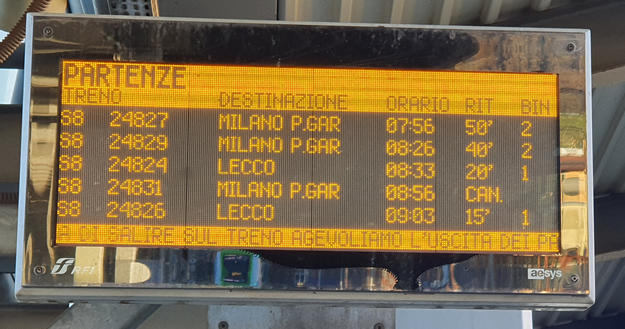 PARTENZE
TRENO DESTINAZIONE ORARIO RIT BIN
S8 24827 MILANO P.GAR 07:56 50' 2
S8 24829 MILANO P.GAR 08:26 40' 2
S8 24824 LECCO 08:33 20' 1
S8 24831 MILANO P.GAR 08:56 CAN.
S8 24826 LECCO 09:03 15' 1
A DI SALIRE SUL TRENO AGEVOLIAMO L'USCITA DEI PA
RFI
aesys